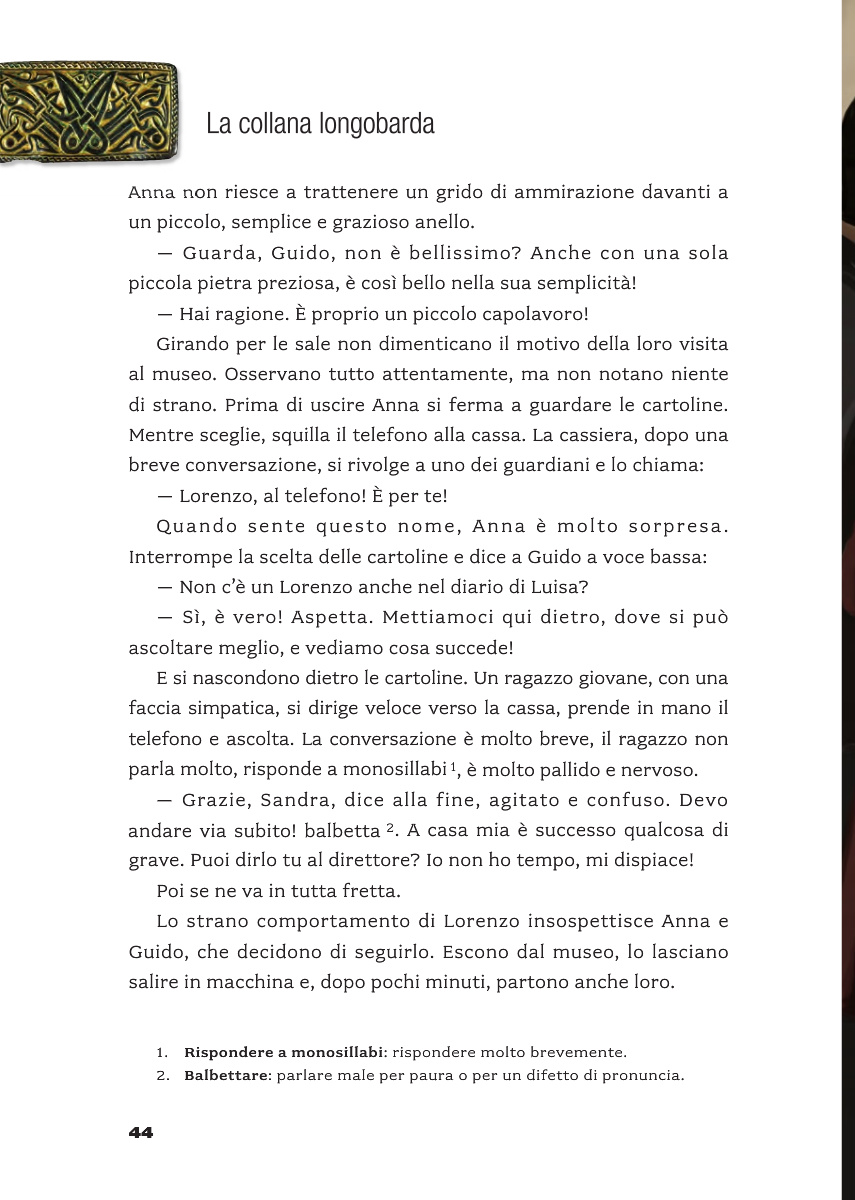 La collana longobarda
Anna non riesce a trattenere un grido di ammirazione davanti a
un piccolo, semplice e grazioso anello.
— Guarda, Guido, non è bellissimo? Anche con una sola
piccola pietra preziosa, è così bello nella sua semplicità!
— Hai ragione. È proprio un piccolo capolavoro!
Girando per le sale non dimenticano il motivo della loro visita
al museo. Osservano tutto attentamente, ma non notano niente
di strano. Prima di uscire Anna si ferma a guardare le cartoline.
Mentre sceglie, squilla il telefono alla cassa. La cassiera, dopo una
breve conversazione, si rivolge a uno dei guardiani e lo chiama:
— Lorenzo, al telefono! È per te!
Quando sente questo nome, Anna è molto sorpresa.
Interrompe la scelta delle cartoline e dice a Guido a voce bassa:
— Non c’è un Lorenzo anche nel diario di Luisa?
— Sì, è vero! Aspetta. Mettiamoci qui dietro, dove si può
ascoltare meglio, e vediamo cosa succede!
E si nascondono dietro le cartoline. Un ragazzo giovane, con una
faccia simpatica, si dirige veloce verso la cassa, prende in mano il
telefono e ascolta. La conversazione è molto breve, il ragazzo non
parla molto, risponde a monosillabi 1, è molto pallido e nervoso.
— Grazie, Sandra, dice alla fine, agitato e confuso. Devo
andare via subito! balbetta 2. A casa mia è successo qualcosa di
grave. Puoi dirlo tu al direttore? Io non ho tempo, mi dispiace!
Poi se ne va in tutta fretta.
Lo strano comportamento di Lorenzo insospettisce Anna e
Guido, che decidono di seguirlo. Escono dal museo, lo lasciano
salire in macchina e, dopo pochi minuti, partono anche loro.
1. Rispondere a monosillabi: rispondere molto brevemente.
2. Balbettare: parlare male per paura o per un difetto di pronuncia.
44